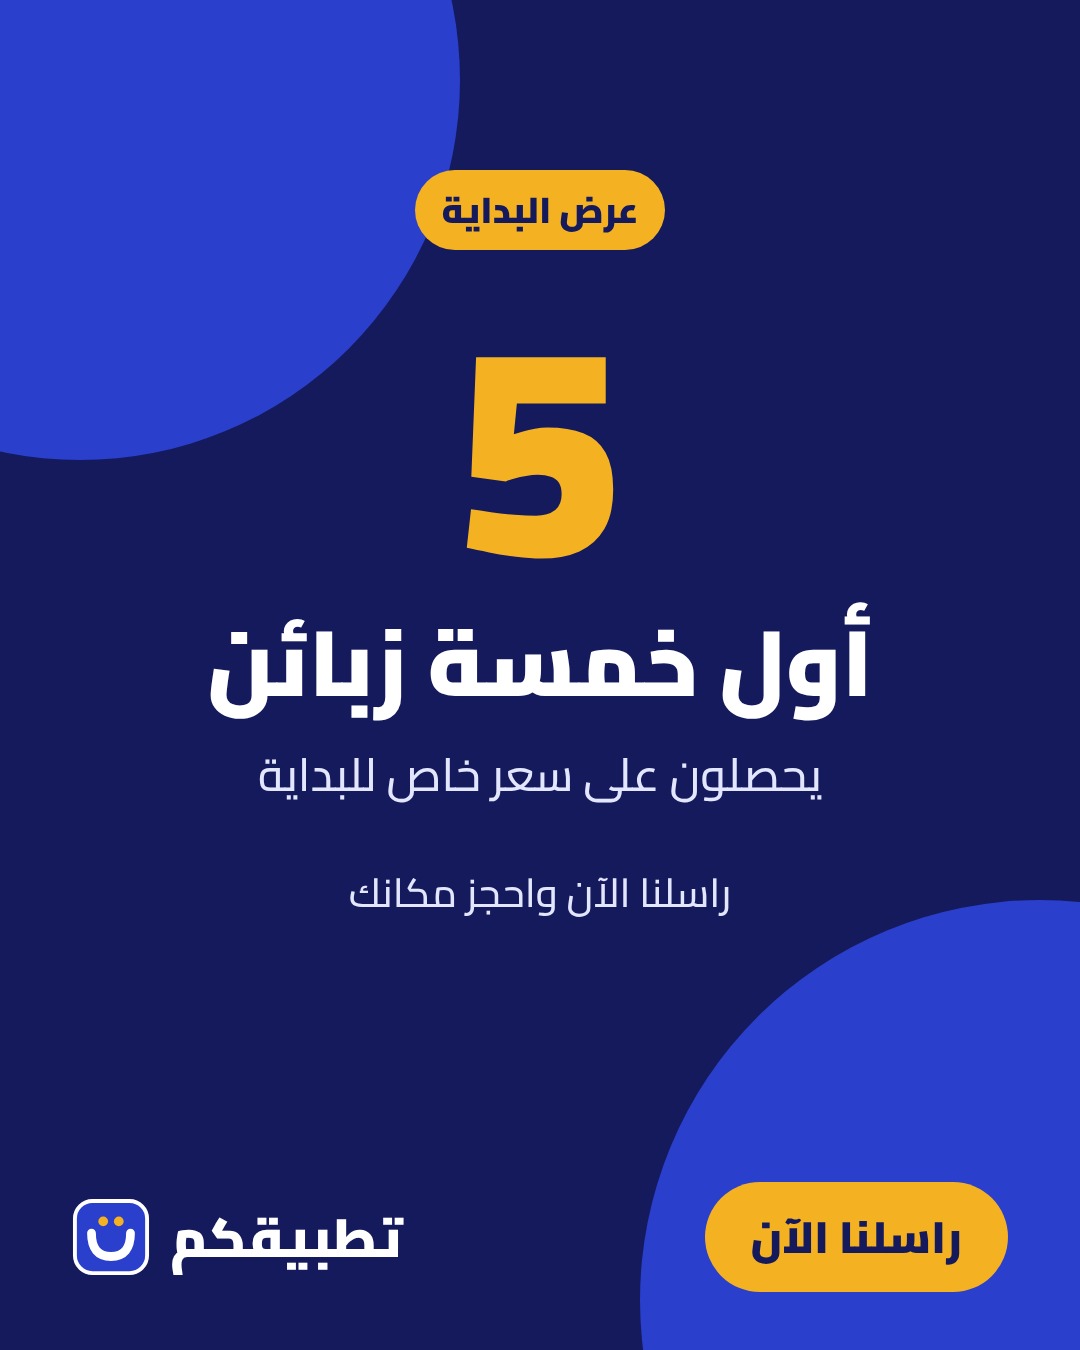 عرض البداية
5
أول خمسة زبائن
يحصلون على سعر خاص للبداية
راسلنا الآن واحجز مكانك
راسلنا الآن
تطبيقكم